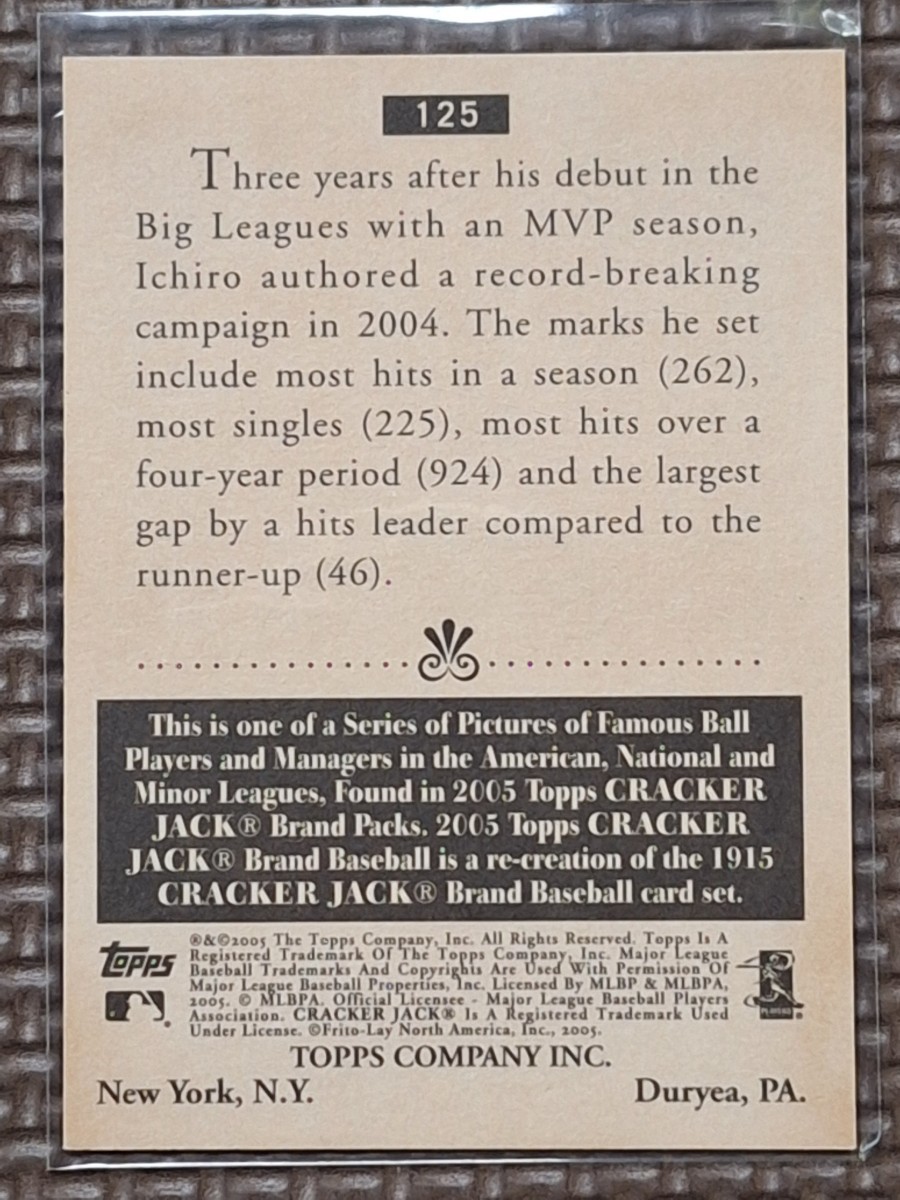 125
Three years after his debut in the
Big Leagues with an MVP season,
Ichiro authored a record-breaking
campaign in 2004. The marks he set
include most hits in a season (262),
most singles (225), most hits over a
four-year period (924) and the largest
gap by a hits leader compared to the
runner-up (46).
This is one of a Series of Pictures of Famous Ball
Players and Managers in the American, National and
Minor Leagues, Found in 2005 Topps CRACKER
JACK® Brand Packs. 2005 Topps CRACKER
JACK® Brand Baseball is a re-creation of the 1915
CRACKER JACK® Brand Baseball card set.
Topps
®&©2005 The Topps Company, Inc. All Rights Reserved. Topps Is A
Registered Trademark Of The Topps Company, Inc. Major League
Baseball Trademarks And Copyrights Are Used With Permission Of
Major League Baseball Properties, Inc. Licensed By MLBP & MLBPA,
2005. © MLBPA. Official Licensee - Major League Baseball Players
Association. CRACKER JACK® Is A Registered Trademark Used
Under License. ©Frito-Lay North America, Inc., 2005.
TOPPS COMPANY INC.
New York, N.Y. Duryea, PA.